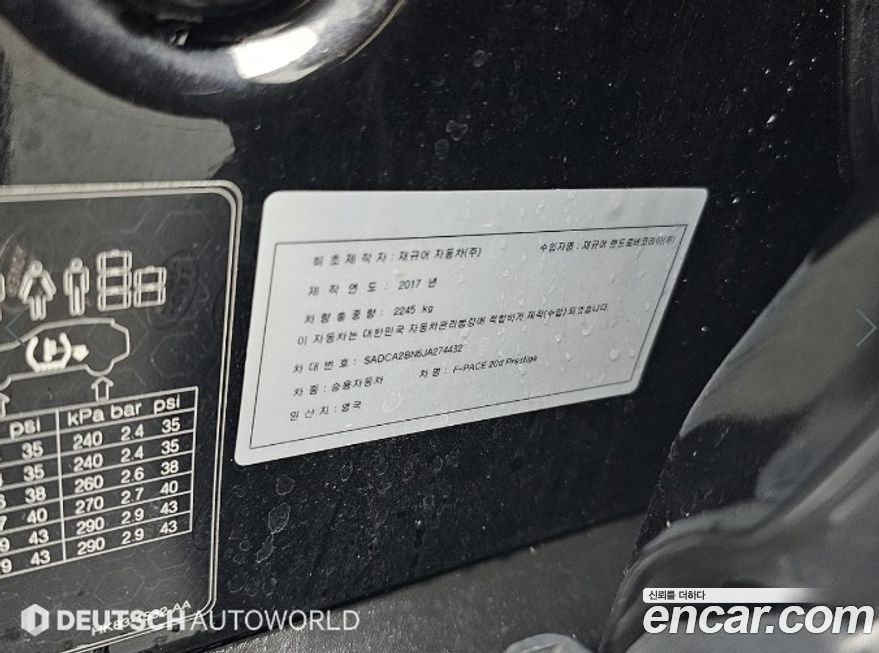 최초제작자 : 재규어 자동차(주) 수입자명 : 재규어 랜드로버코리아(주)
제작연도 : 2017 년
차량총중량 : 2245 kg
이 자동차는 대한민국 자동차관리법령에 적합하게 제작(수입) 되었습니다.
차대번호 : SADCA2BN6JA274432
차종 : 승용자동차 차명 : F-PACE 20d Prestige
원산지 : 영국
psi kPa bar psi
35 240 2.4 35
35 240 2.4 35
38 260 2.6 38
40 270 2.7 40
43 290 2.9 43
43 290 2.9 43
DEUTSCH AUTOWORLD
신뢰를 더하다
encar.com